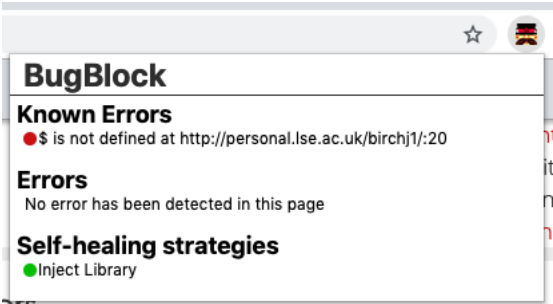 BugBlock
Known Errors
$ is not defined at http://personal.lse.ac.uk/birchj1/:20
Errors
No error has been detected in this page
Self-healing strategies
Inject Library